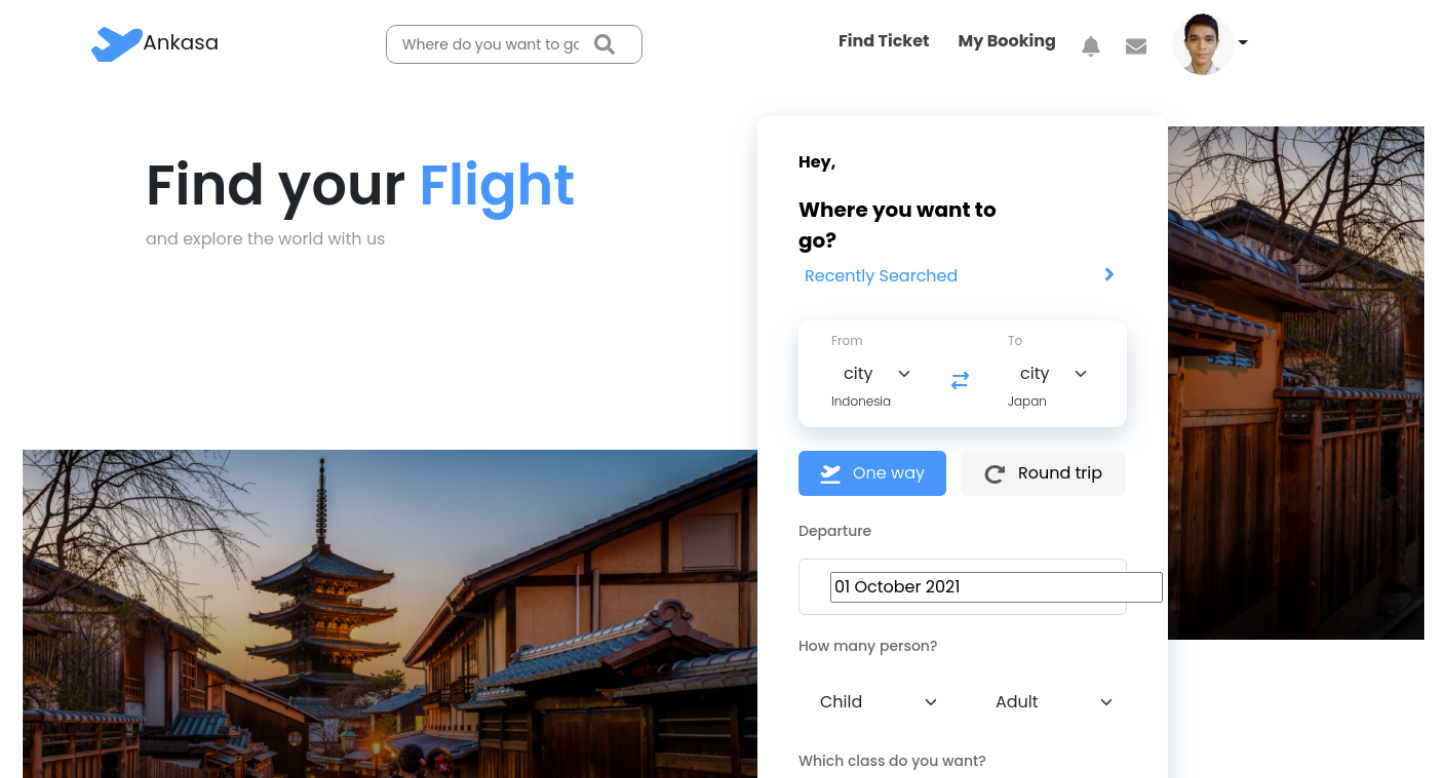 Ankasa
Where do you want to go
Find Ticket
My Booking
Find your Flight
and explore the world with us
Hey,
Where you want to
go?
Recently Searched
From
To
city
city
Indonesia
Japan
One way
Round trip
Departure
01 October 2021
How many person?
Child
Adult
Which class do you want?